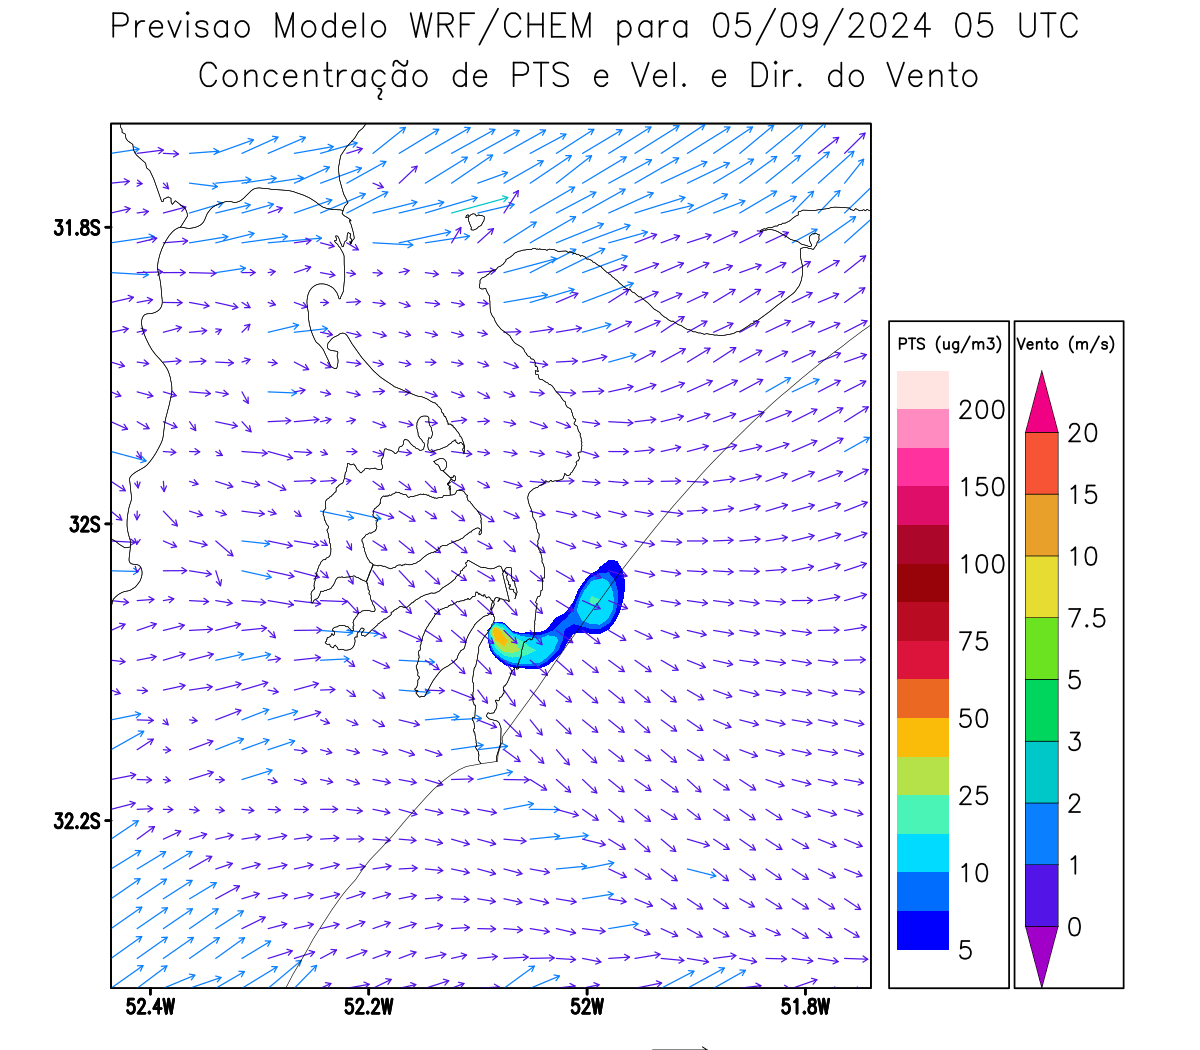 Previsao Modelo WRF/CHEM para 05/09/2024 05 UTC
Concentração de PTS e Vel. e Dir. do Vento
31.8S
32S
32.2S
52.4W
52.2W
52W
51.8W
PTS (ug/m3)
200
150
100
75
50
25
10
5
Vento (m/s)
20
15
10
7.5
5
3
2
1
0